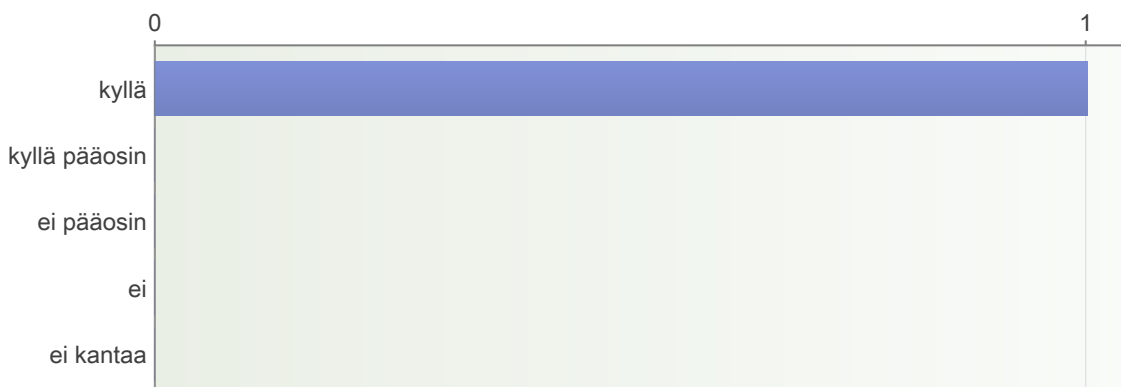 0 1
kyllä
kyllä pääosin
ei pääosin
ei
ei kantaa